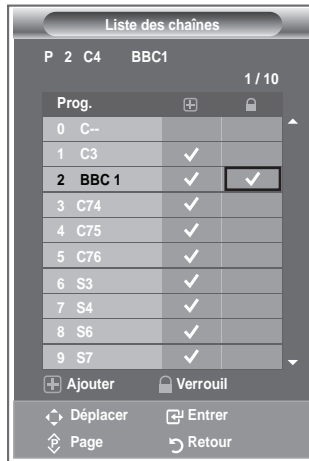 Liste des chaînes
P 2 C4 BBC1
1 / 10
Prog.
0 C--
1 C3
2 BBC 1
3 C74
4 C75
5 C76
6 S3
7 S4
8 S6
9 S7
Ajouter Verrouil
Déplacer Entrer
Page Retour